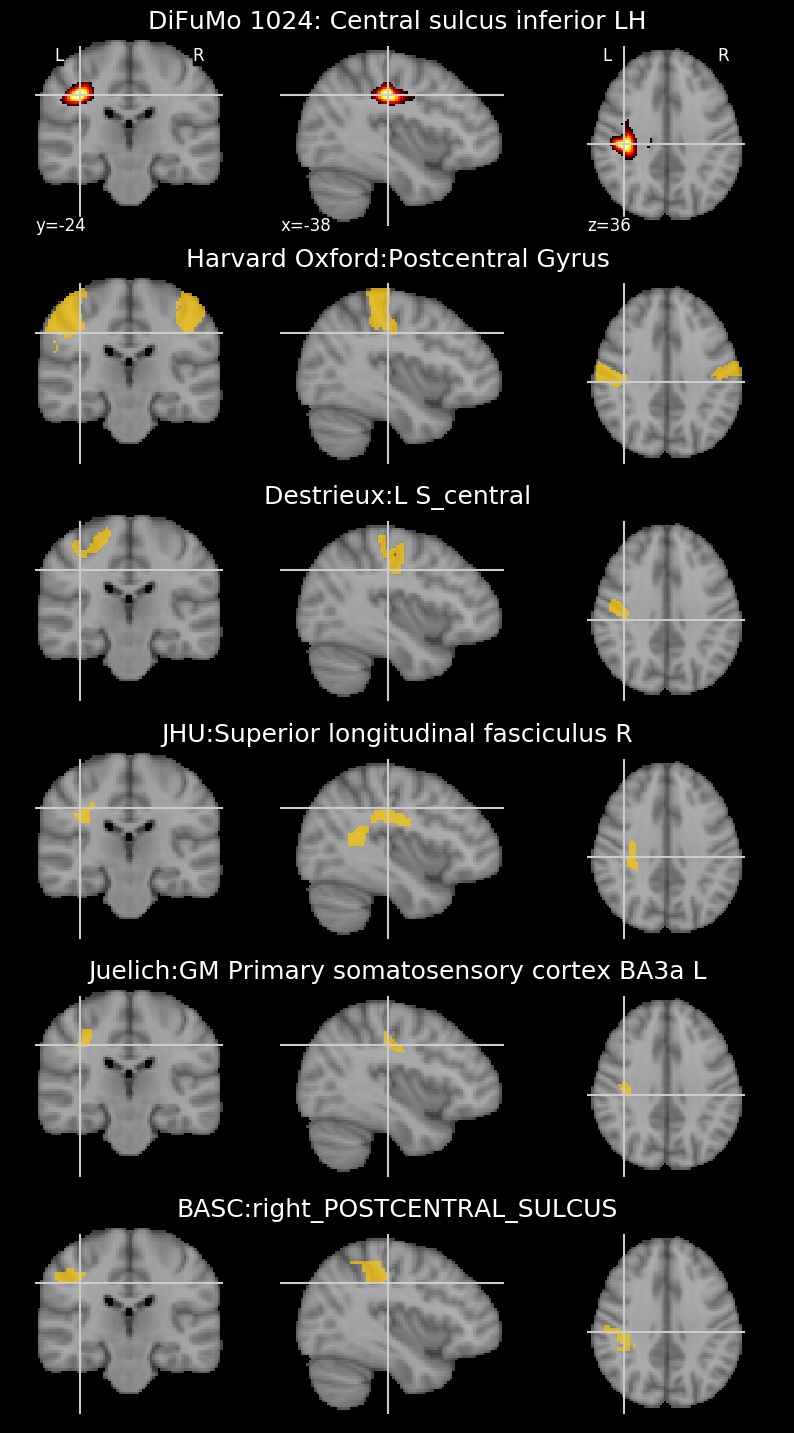 DiFuMo 1024: Central sulcus inferior LH
L R L R
y=-24 x=-38 z=36
Harvard Oxford:Postcentral Gyrus
Destrieux:L S_central
JHU:Superior longitudinal fasciculus R
Juelich:GM Primary somatosensory cortex BA3a L
BASC:right_POSTCENTRAL_SULCUS